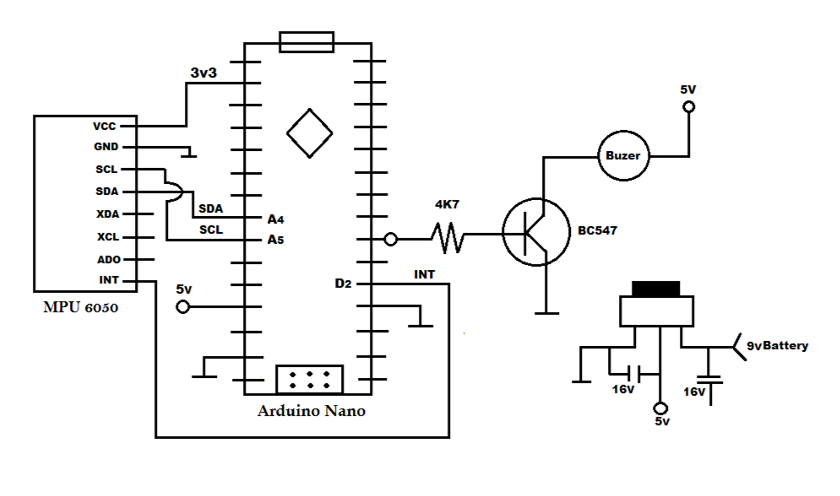 3v3
VCC
GND
SCL
SDA
XDA
XCL
ADO
INT
MPU 6050
SDA
SCL
A4
A5
5v
D2
INT
Arduino Nano
4K7
BC547
Buzer
5V
9vBattery
16V
16V
5v